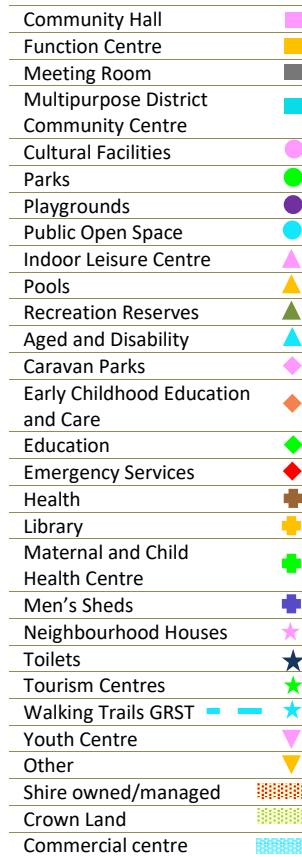 Community Hall
Function Centre
Meeting Room
Multipurpose District
Community Centre
Cultural Facilities
Parks
Playgrounds
Public Open Space
Indoor Leisure Centre
Pools
Recreation Reserves
Aged and Disability
Caravan Parks
Early Childhood Education
and Care
Education
Emergency Services
Health
Library
Maternal and Child
Health Centre
Men’s Sheds
Neighbourhood Houses
Toilets
Tourism Centres
Walking Trails GRST
Youth Centre
Other
Shire owned/managed
Crown Land
Commercial centre